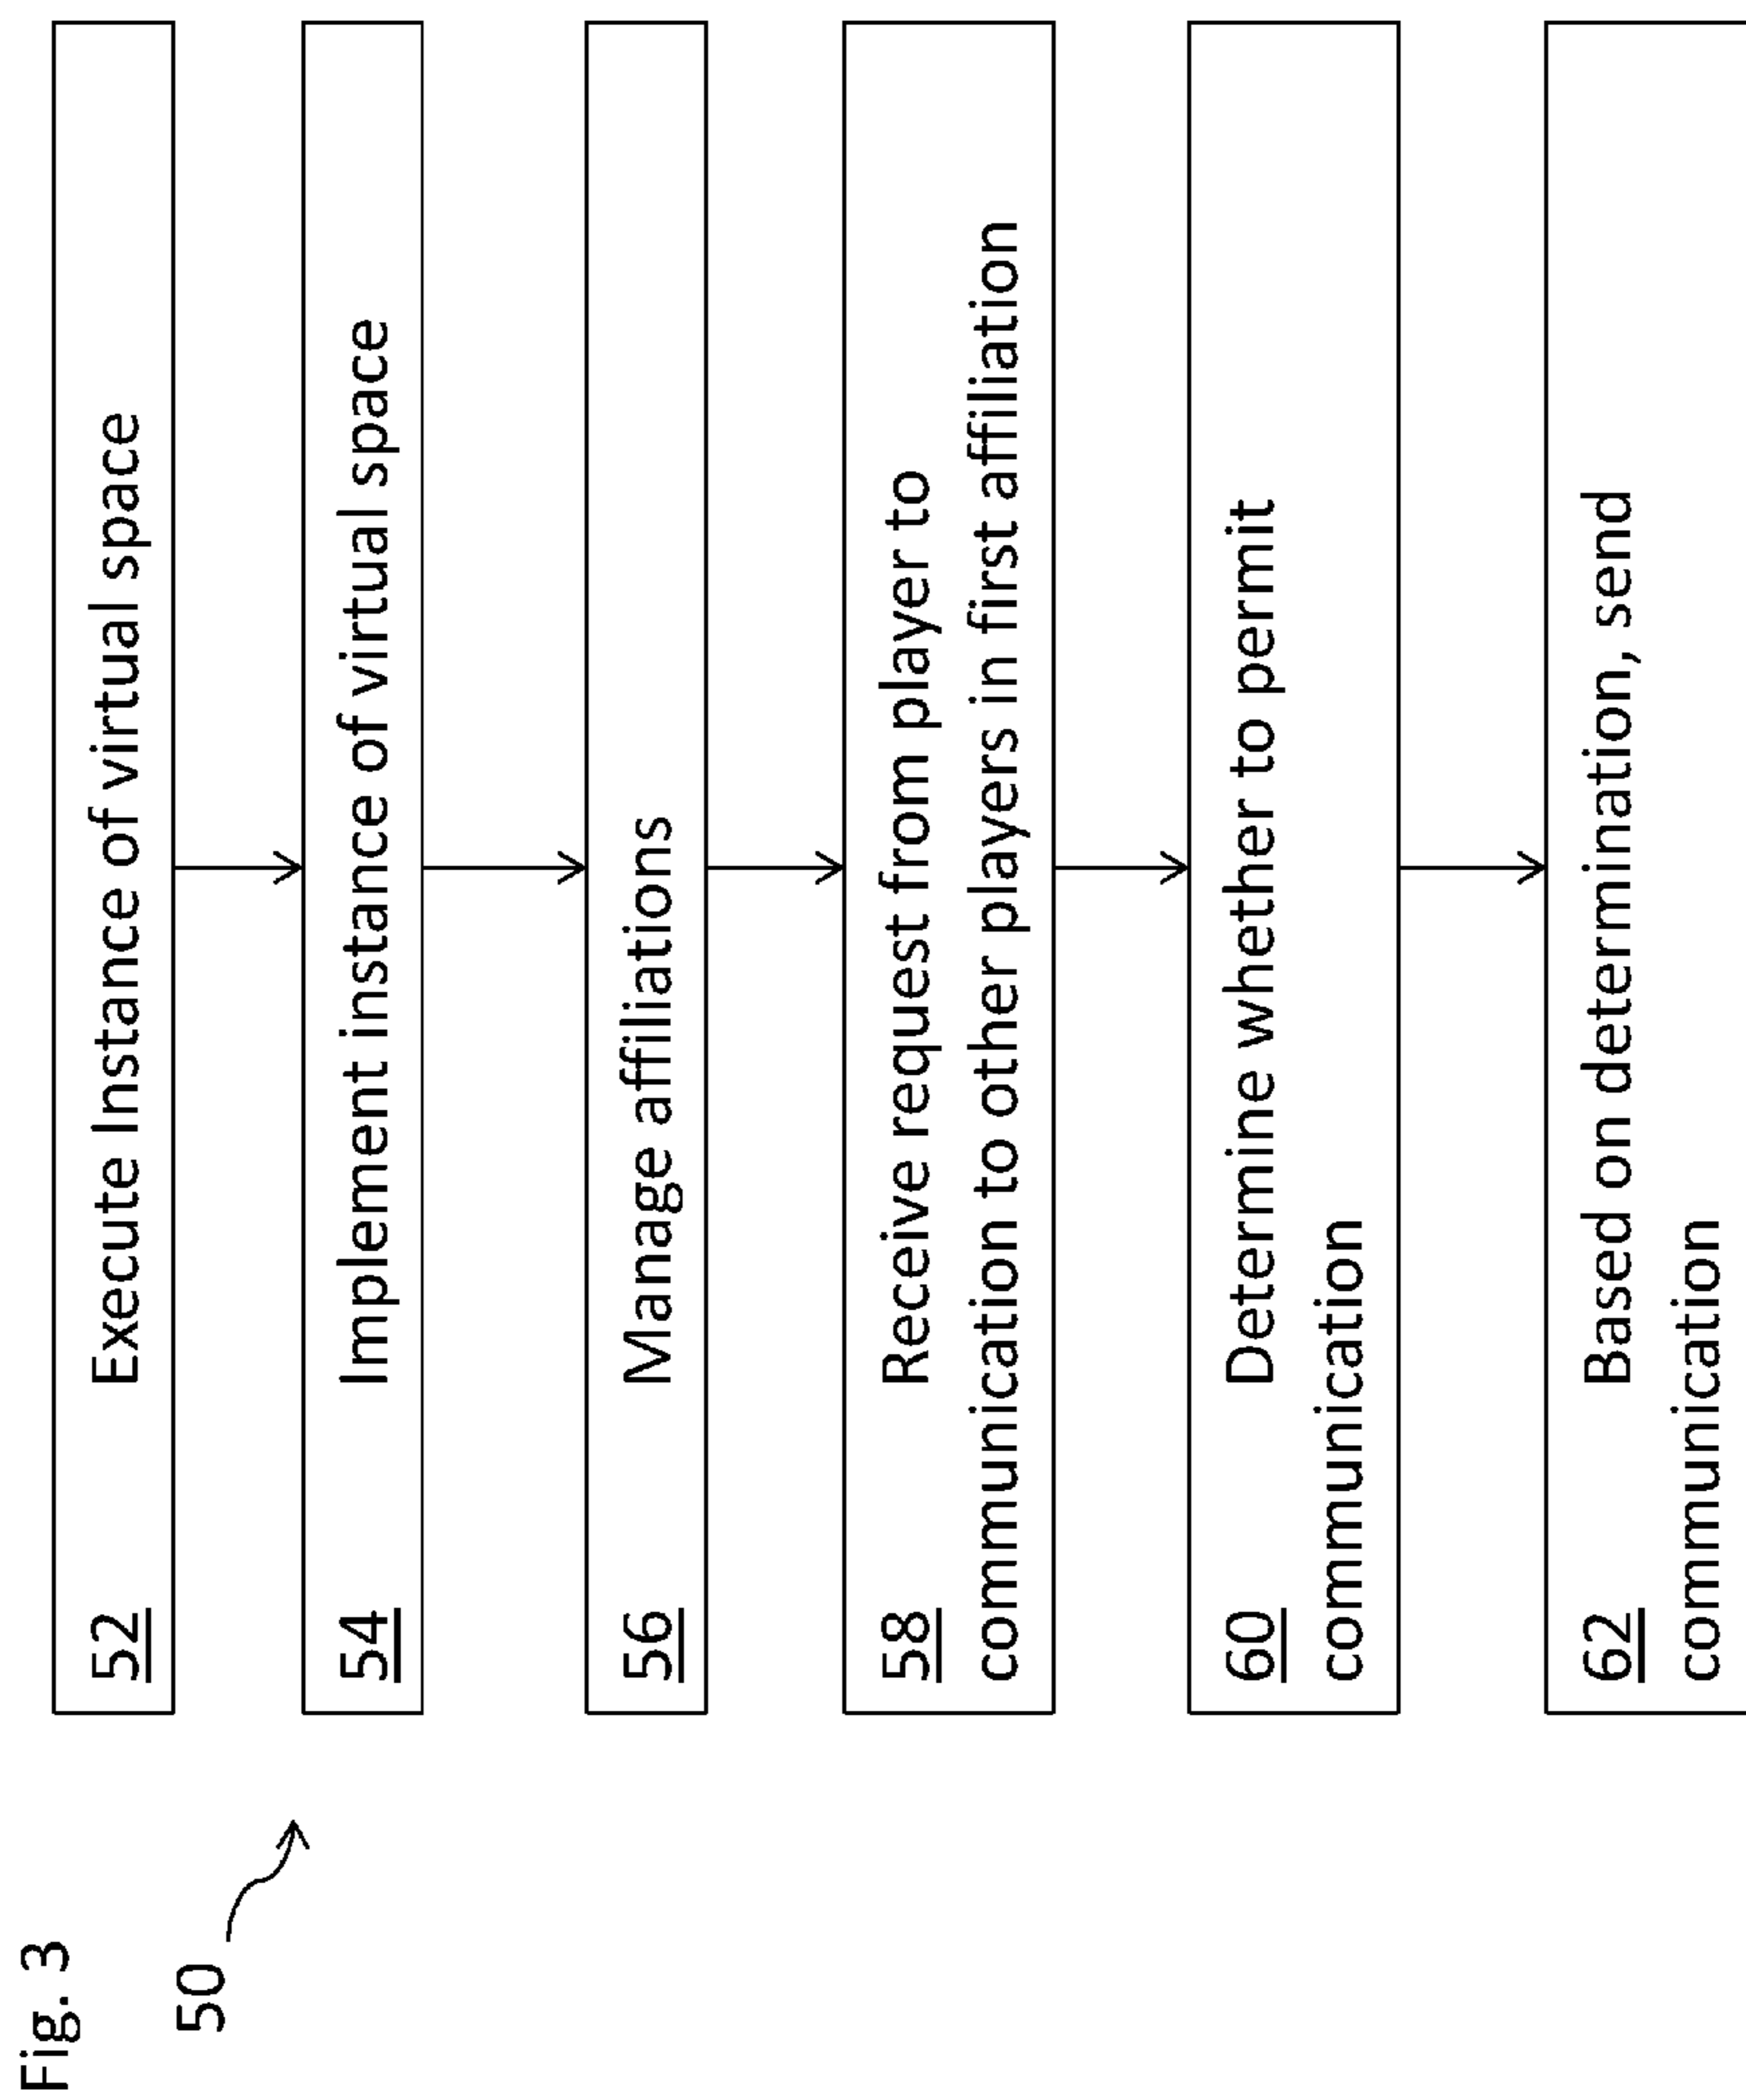 Fig. 3
50
52 Execute Instance of virtual space
54 Implement instance of virtual space
56 Manage affiliations
58 Receive request from player to
communication to other players in first affiliation
60 Determine whether to permit
communication
62 Based on determination, send
communication